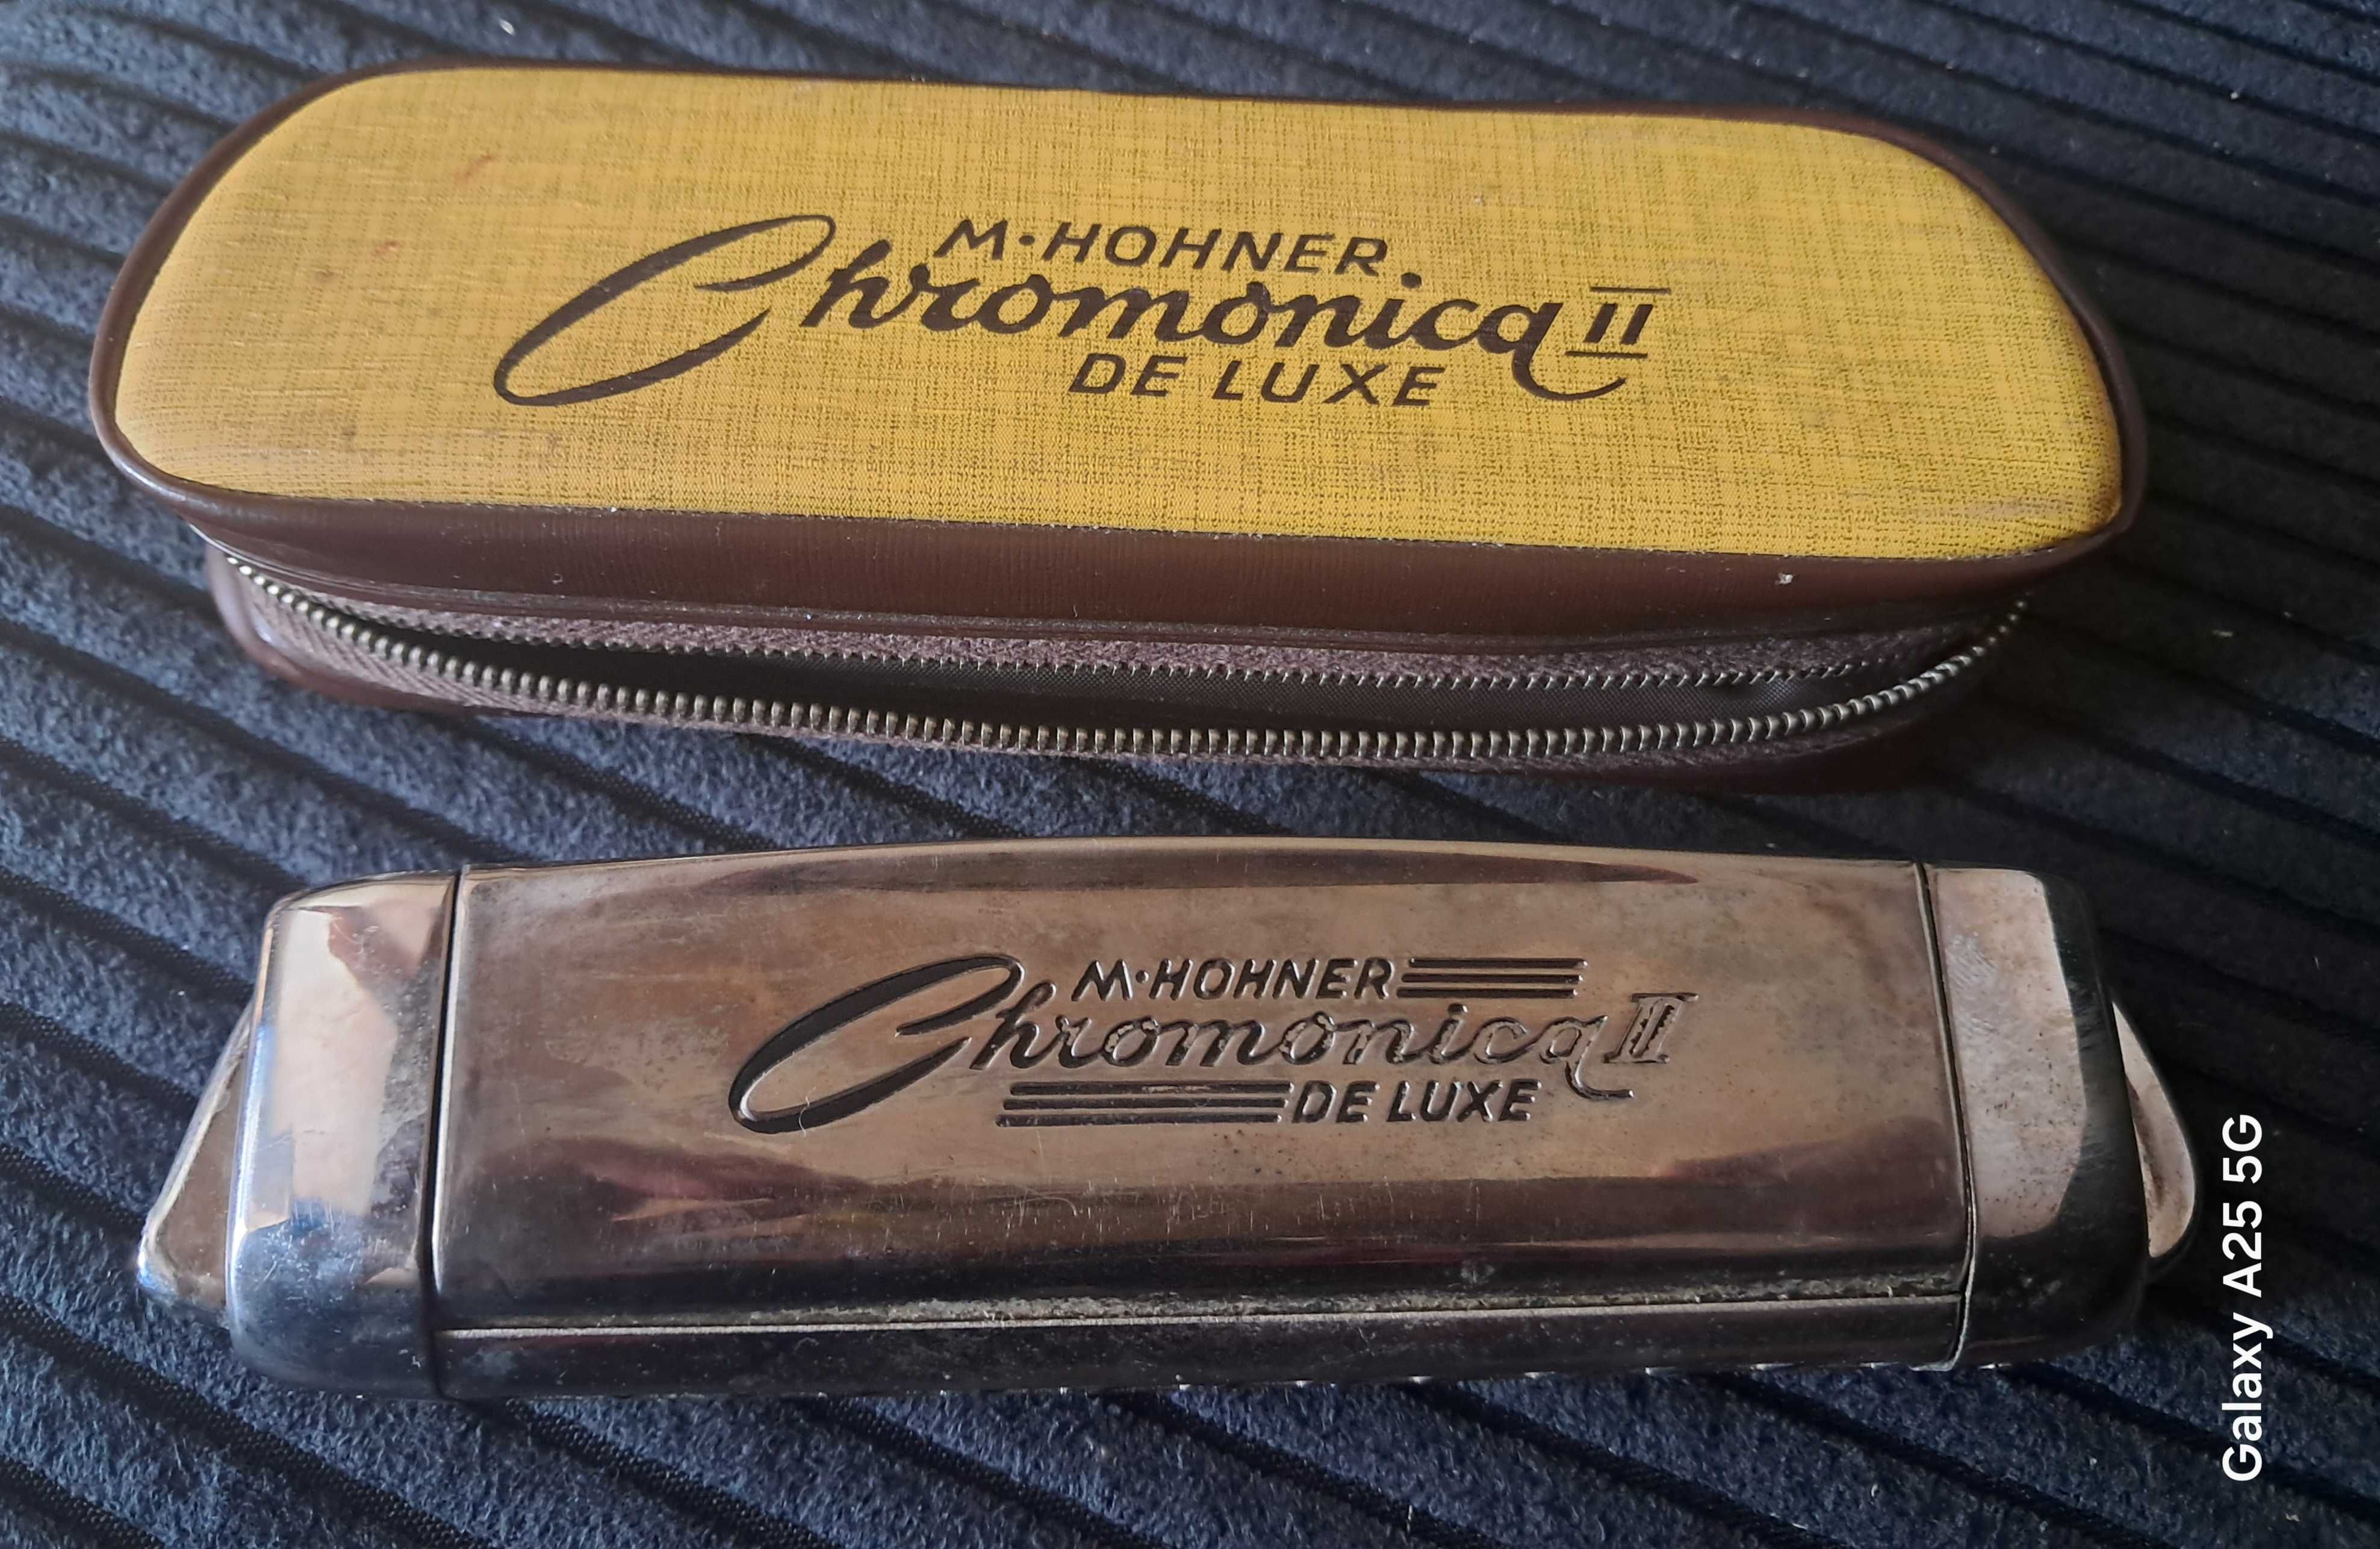 M·HOHNER
Chromonica II
DE LUXE
M·HOHNER
Chromonica II
DE LUXE
Galaxy A25 5G